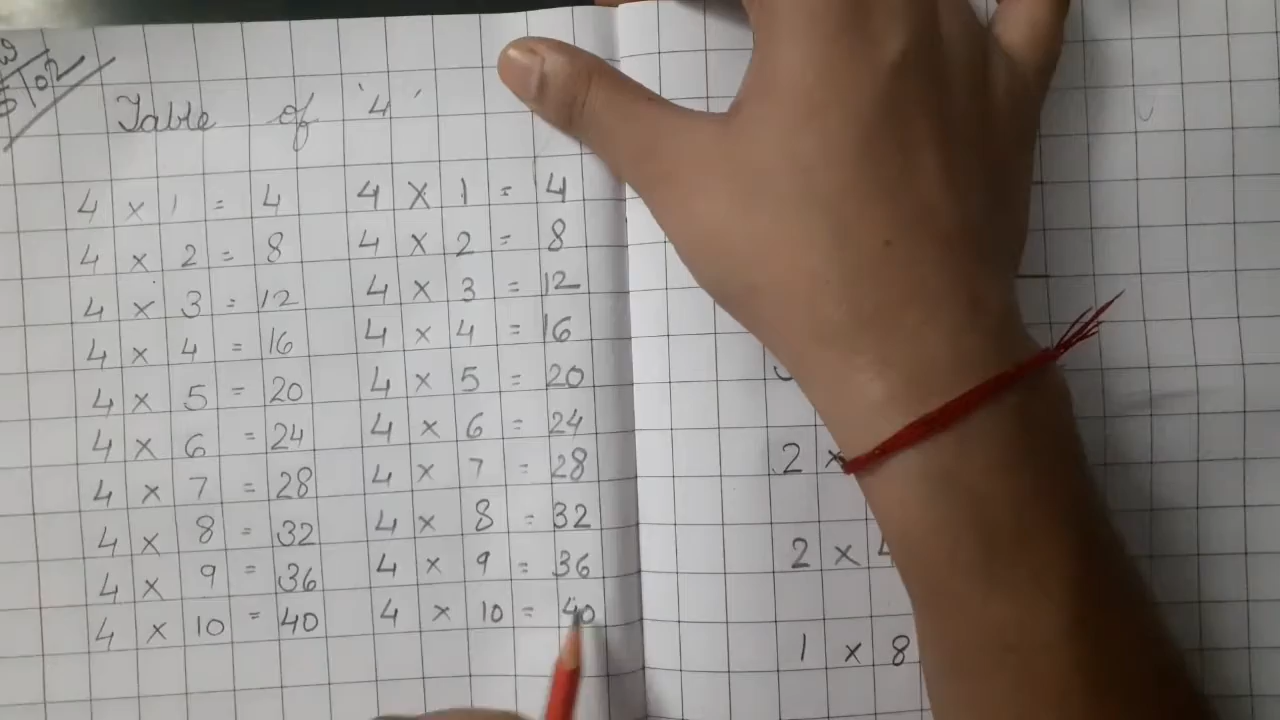 Table of '4'
4 x 1 = 4 4 x 1 = 4
4 x 2 = 8 4 x 2 = 8
4 x 3 = 12 4 x 3 = 12
4 x 4 = 16 4 x 4 = 16
4 x 5 = 20 4 x 5 = 20
4 x 6 = 24 4 x 6 = 24
4 x 7 = 28 4 x 7 = 28
4 x 8 = 32 4 x 8 = 32
4 x 9 = 36 4 x 9 = 36
4 x 10 = 40 4 x 10 = 40
2 x
2 x 4
1 x 8